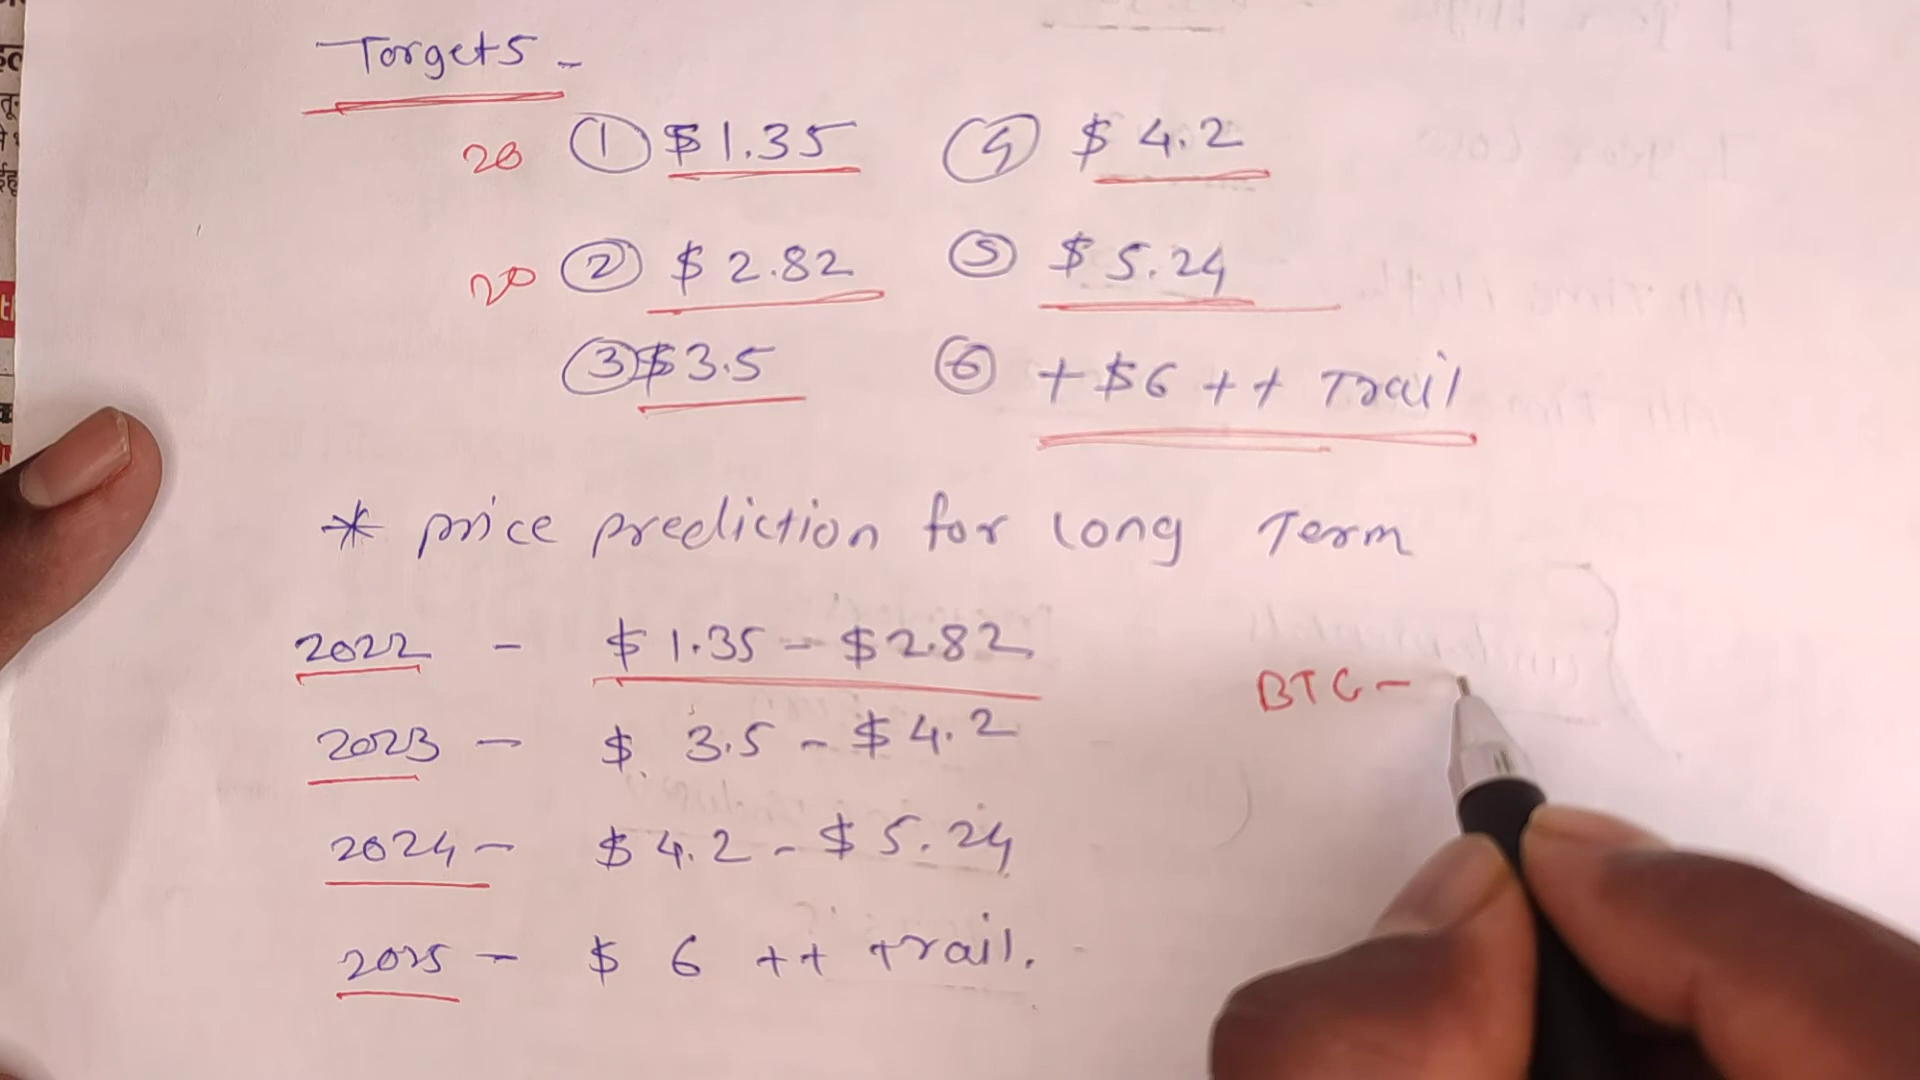 Torgets -
20 ① $1.35 ④ $ 4.2
20 ② $ 2.82 ⑤ $ 5.24
③ $3.5 ⑥ + $6 ++ Trail
* price prediction for long Term
2022 - $ 1.35 - $2.82
BTC -
2023 - $ 3.5 - $4.2
2024 - $4.2 - $5.24
2025 - $ 6 ++ trail.